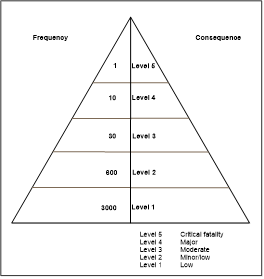 Frequency Consequence
1 Level 5
10 Level 4
30 Level 3
600 Level 2
3000 Level 1
Level 5 Critical fatality
Level 4 Major
Level 3 Moderate
Level 2 Minor/low
Level 1 Low